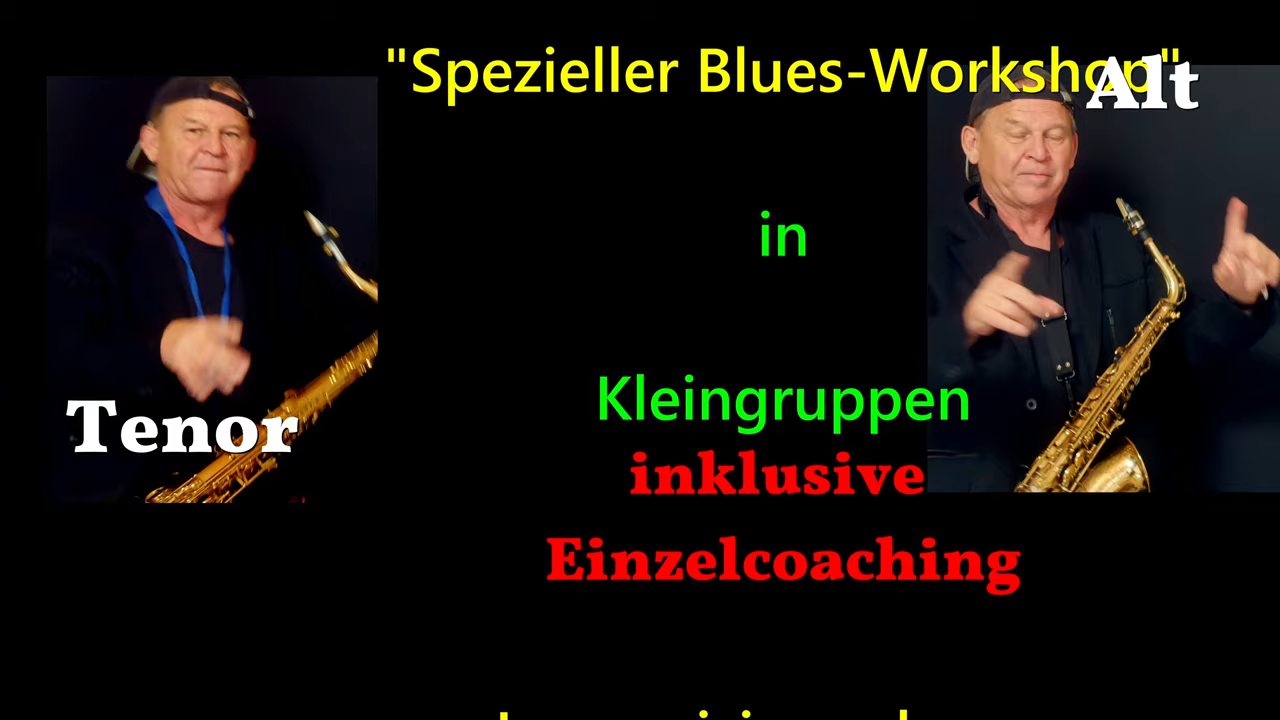 "Spezieller Blues-Workshop"
Alt
in
Kleingruppen
Tenor
inklusive
Einzelcoaching